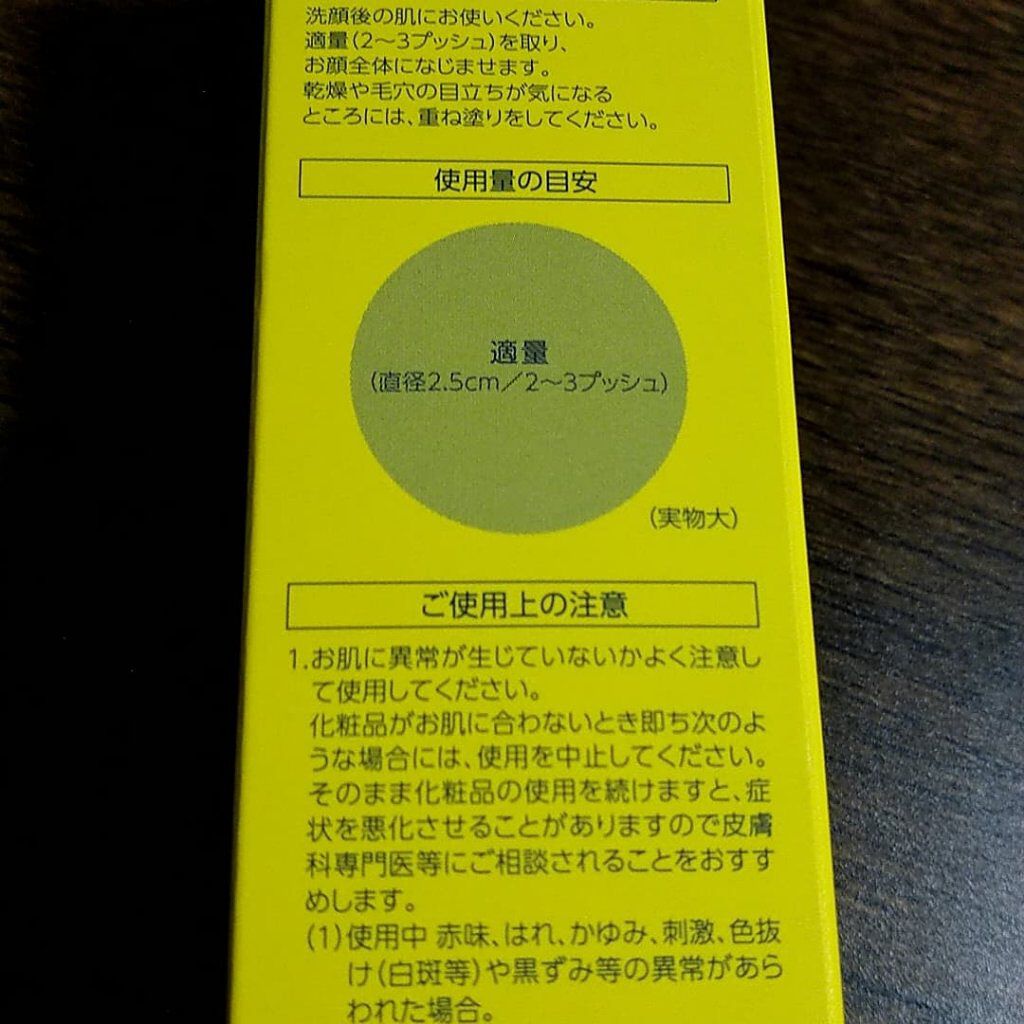 洗顔後の肌にお使いください。
適量(2〜3プッシュ)を取り、
お顔全体になじませます。
乾燥や毛穴の目立ちが気になる
ところには、重ね塗りをしてください。
使用量の目安
適量
(直径2.5cm/2〜3プッシュ)
(実物大)
ご使用上の注意
1.お肌に異常が生じていないかよく注意し
て使用してください。
化粧品がお肌に合わないとき即ち次のよ
うな場合には、使用を中止してください。
そのまま化粧品の使用を続けますと、症
状を悪化させることがありますので皮膚
科専門医等にご相談されることをおすす
めします。
(1)使用中 赤味、はれ、かゆみ、刺激、色抜
け(白斑等)や黒ずみ等の異常があら
われた場合。